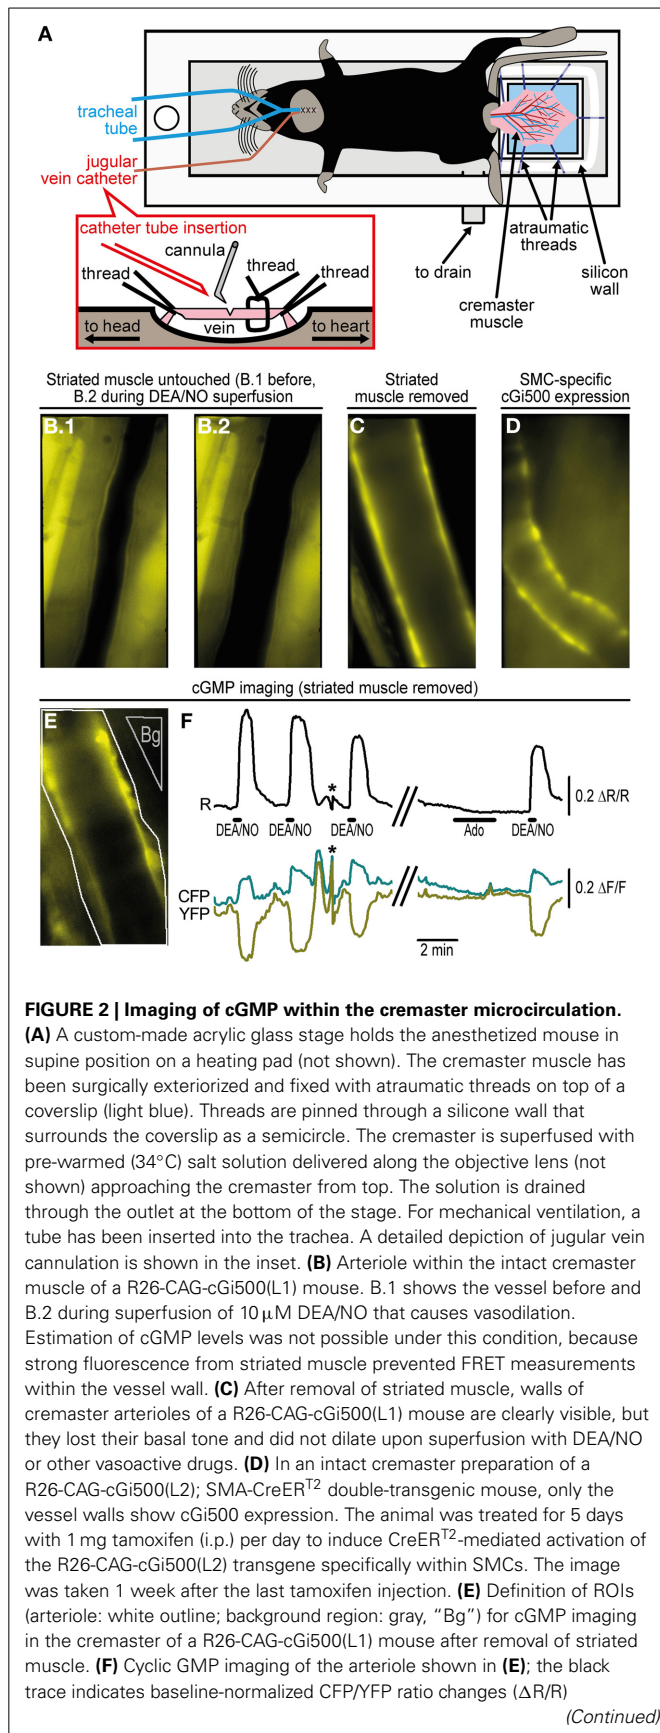 A
tracheal
tube
jugular
vein catheter
catheter tube insertion
cannula
thread
thread
thread
vein
to head
to heart
to drain
atraumatic
threads
silicon
wall
cremaster
muscle
Striated muscle untouched (B.1 before,
B.2 during DEA/NO superfusion
Striated
muscle removed
SMC-specific
cGi500 expression
B.1
B.2
C
D
cGMP imaging (striated muscle removed)
E
Bg
F
R
*
0.2 ΔR/R
DEA/NO
DEA/NO
DEA/NO
Ado
DEA/NO
*
CFP
YFP
0.2 ΔF/F
2 min
FIGURE 2 | Imaging of cGMP within the cremaster microcirculation.
(A) A custom-made acrylic glass stage holds the anesthetized mouse in
supine position on a heating pad (not shown). The cremaster muscle has
been surgically exteriorized and fixed with atraumatic threads on top of a
coverslip (light blue). Threads are pinned through a silicone wall that
surrounds the coverslip as a semicircle. The cremaster is superfused with
pre-warmed (34°C) salt solution delivered along the objective lens (not
shown) approaching the cremaster from top. The solution is drained
through the outlet at the bottom of the stage. For mechanical ventilation, a
tube has been inserted into the trachea. A detailed depiction of jugular vein
cannulation is shown in the inset. (B) Arteriole within the intact cremaster
muscle of a R26-CAG-cGi500(L1) mouse. B.1 shows the vessel before and
B.2 during superfusion of 10 μM DEA/NO that causes vasodilation.
Estimation of cGMP levels was not possible under this condition, because
strong fluorescence from striated muscle prevented FRET measurements
within the vessel wall. (C) After removal of striated muscle, walls of
cremaster arterioles of a R26-CAG-cGi500(L1) mouse are clearly visible, but
they lost their basal tone and did not dilate upon superfusion with DEA/NO
or other vasoactive drugs. (D) In an intact cremaster preparation of a
R26-CAG-cGi500(L2); SMA-CreERT2 double-transgenic mouse, only the
vessel walls show cGi500 expression. The animal was treated for 5 days
with 1 mg tamoxifen (i.p.) per day to induce CreERT2-mediated activation of
the R26-CAG-cGi500(L2) transgene specifically within SMCs. The image
was taken 1 week after the last tamoxifen injection. (E) Definition of ROIs
(arteriole: white outline; background region: gray, “Bg”) for cGMP imaging
in the cremaster of a R26-CAG-cGi500(L1) mouse after removal of striated
muscle. (F) Cyclic GMP imaging of the arteriole shown in (E); the black
trace indicates baseline-normalized CFP/YFP ratio changes (ΔR/R)
(Continued)